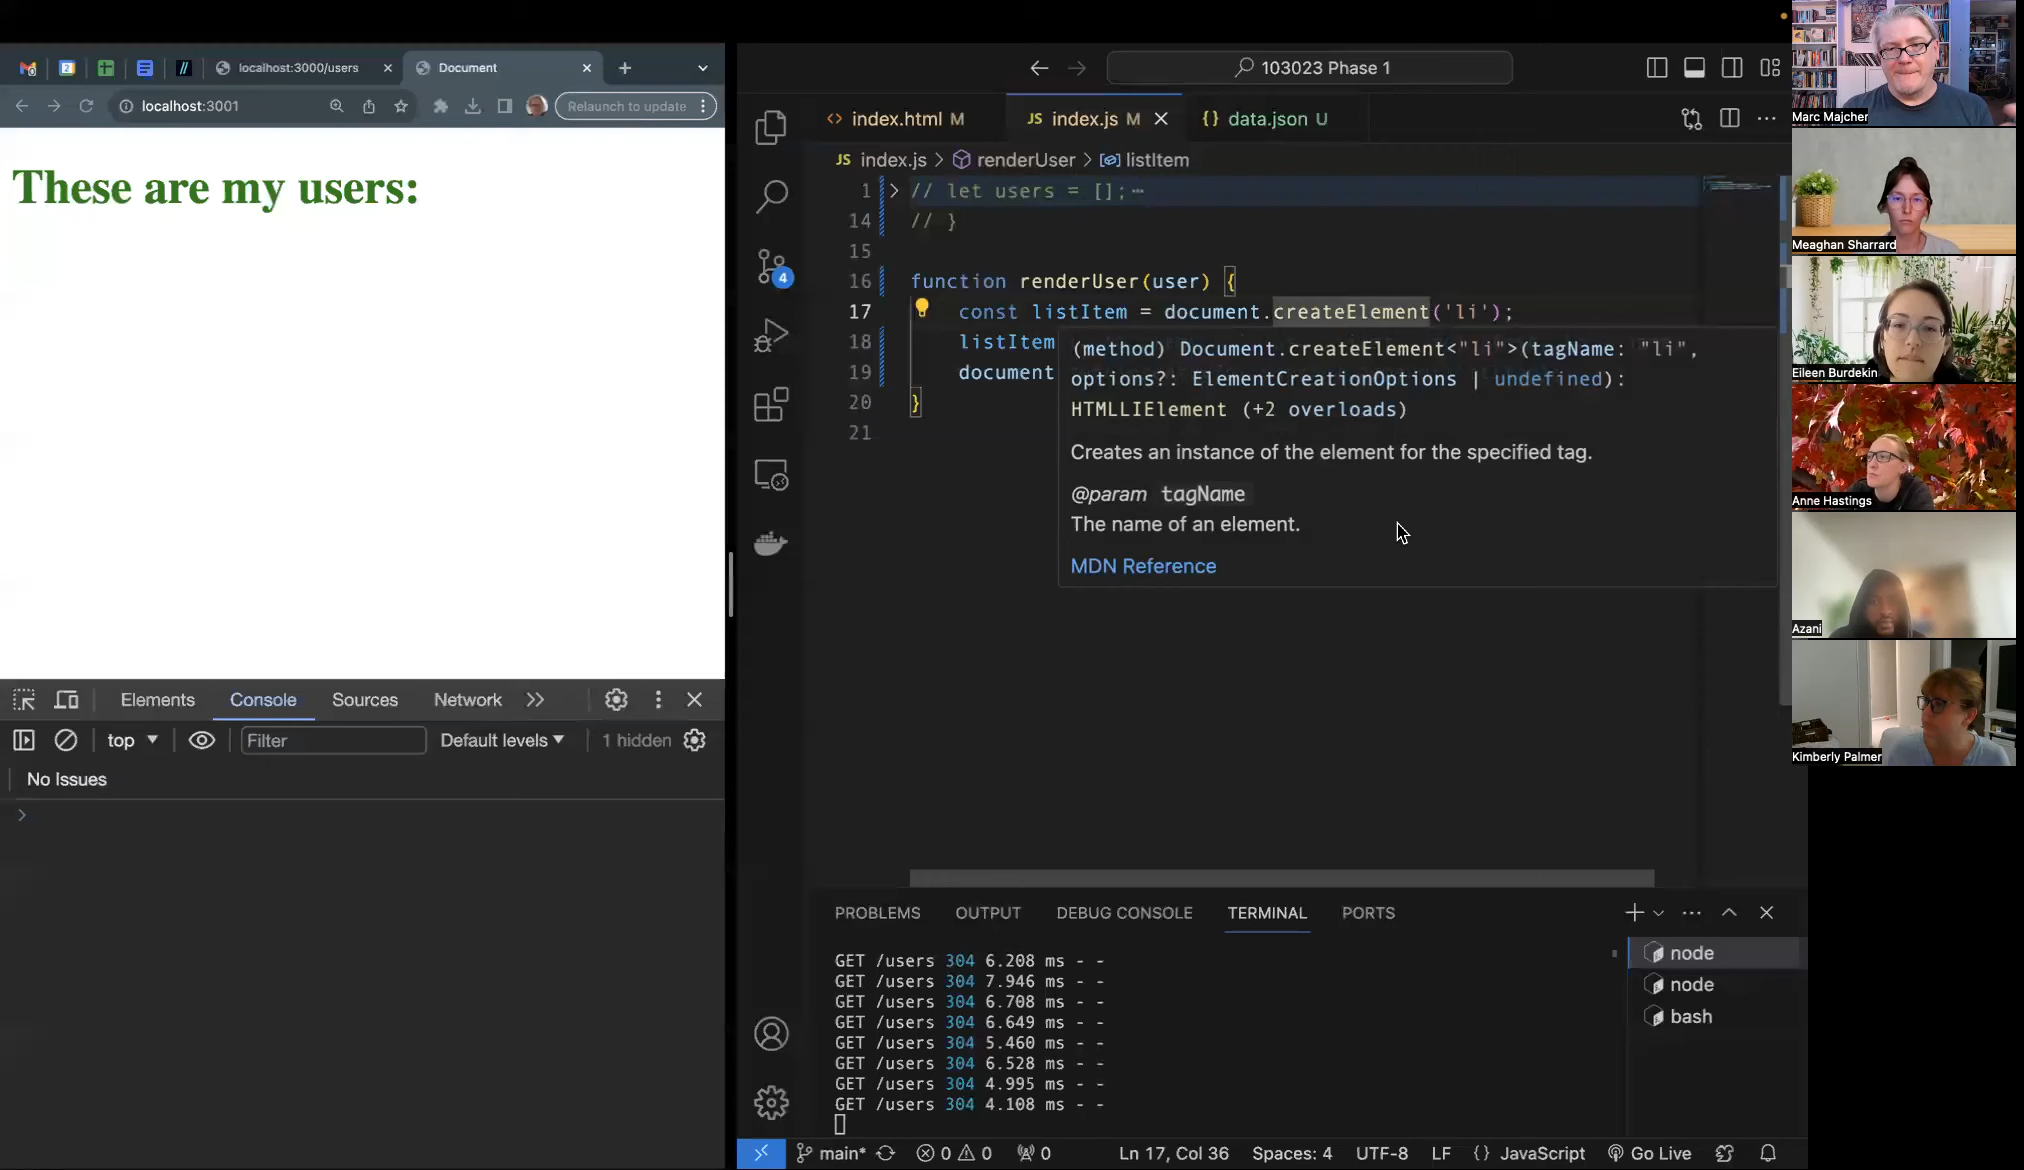 localhost:3000/users
Document
localhost:3001
Relaunch to update
These are my users:
Elements
Console
Sources
Network
top
Filter
Default levels
1 hidden
No Issues
103023 Phase 1
index.html M
JS index.js M
{} data.json U
JS index.js > renderUser > listItem
1 // let users = [];
14 // }
15
16 function renderUser(user) {
17 const listItem = document.createElement('li');
18 listItem
19 document
20 }
21
(method) Document.createElement<"li">(tagName: "li",
options?: ElementCreationOptions | undefined):
HTMLLIElement (+2 overloads)
Creates an instance of the element for the specified tag.
@param tagName
The name of an element.
MDN Reference
4
PROBLEMS
OUTPUT
DEBUG CONSOLE
TERMINAL
PORTS
GET /users 304 6.208 ms - -
GET /users 304 7.946 ms - -
GET /users 304 6.708 ms - -
GET /users 304 6.649 ms - -
GET /users 304 5.460 ms - -
GET /users 304 6.528 ms - -
GET /users 304 4.995 ms - -
GET /users 304 4.108 ms - -
node
node
bash
main*
0
0
0
Ln 17, Col 36
Spaces: 4
UTF-8
LF
{} JavaScript
Go Live
Marc Majcher
Meaghan Sharrard
Eileen Burdekin
Anne Hastings
Azani
Kimberly Palmer